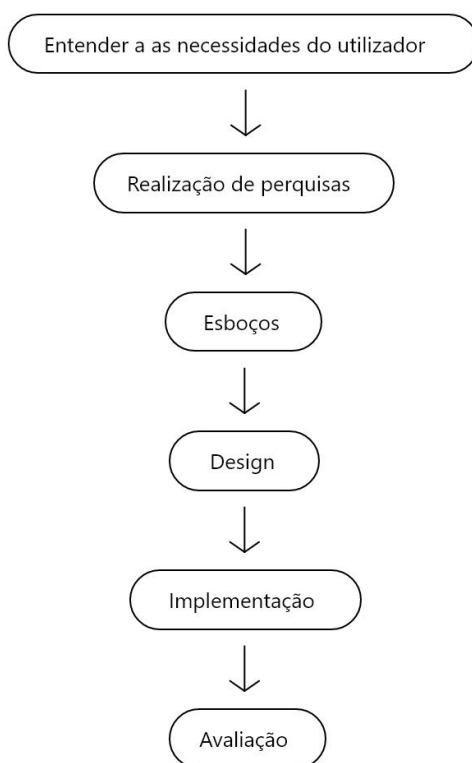 Entender a as necessidades do utilizador
Realização de perquisas
Esboços
Design
Implementação
Avaliação